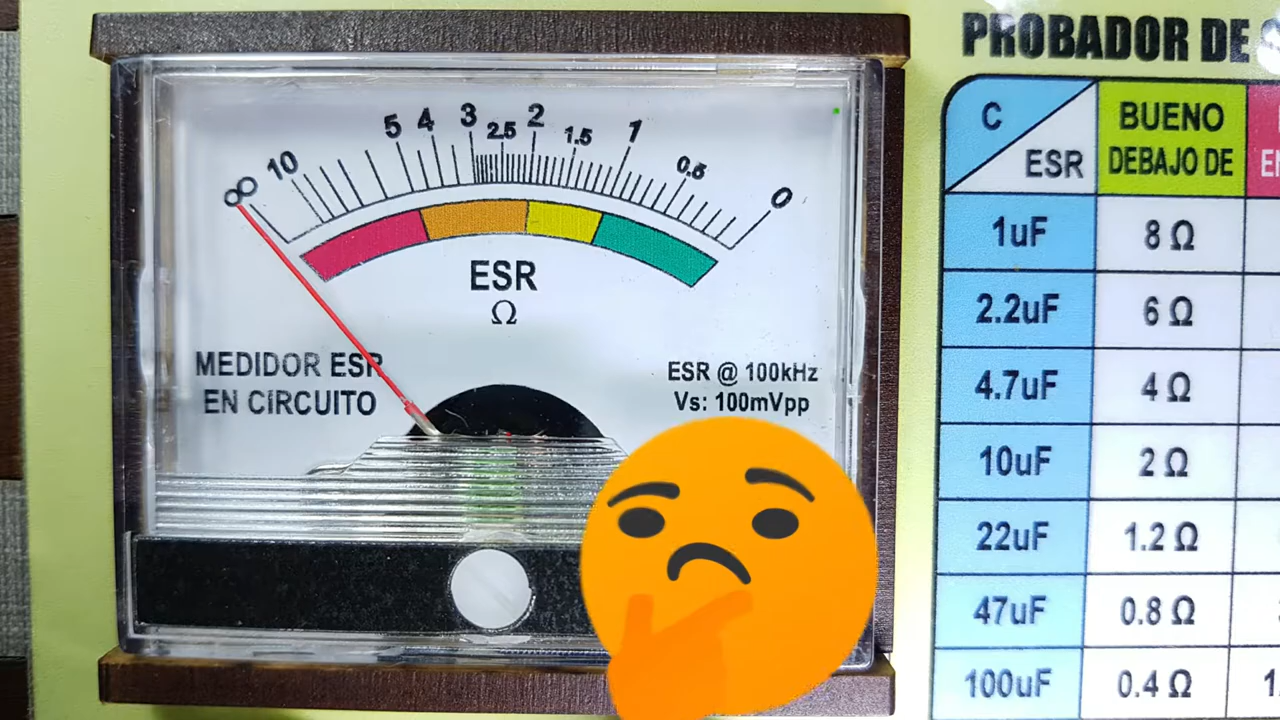 PROBADOR DE
5 4 3 2.5 2 1.5 1
∞ 10 0.5 0
ESR
Ω
MEDIDOR ESR
EN CIRCUITO
ESR @ 100kHz
Vs: 100mVpp
C ESR
BUENO
DEBAJO DE
1uF 8 Ω
2.2uF 6 Ω
4.7uF 4 Ω
10uF 2 Ω
22uF 1.2 Ω
47uF 0.8 Ω
100uF 0.4 Ω